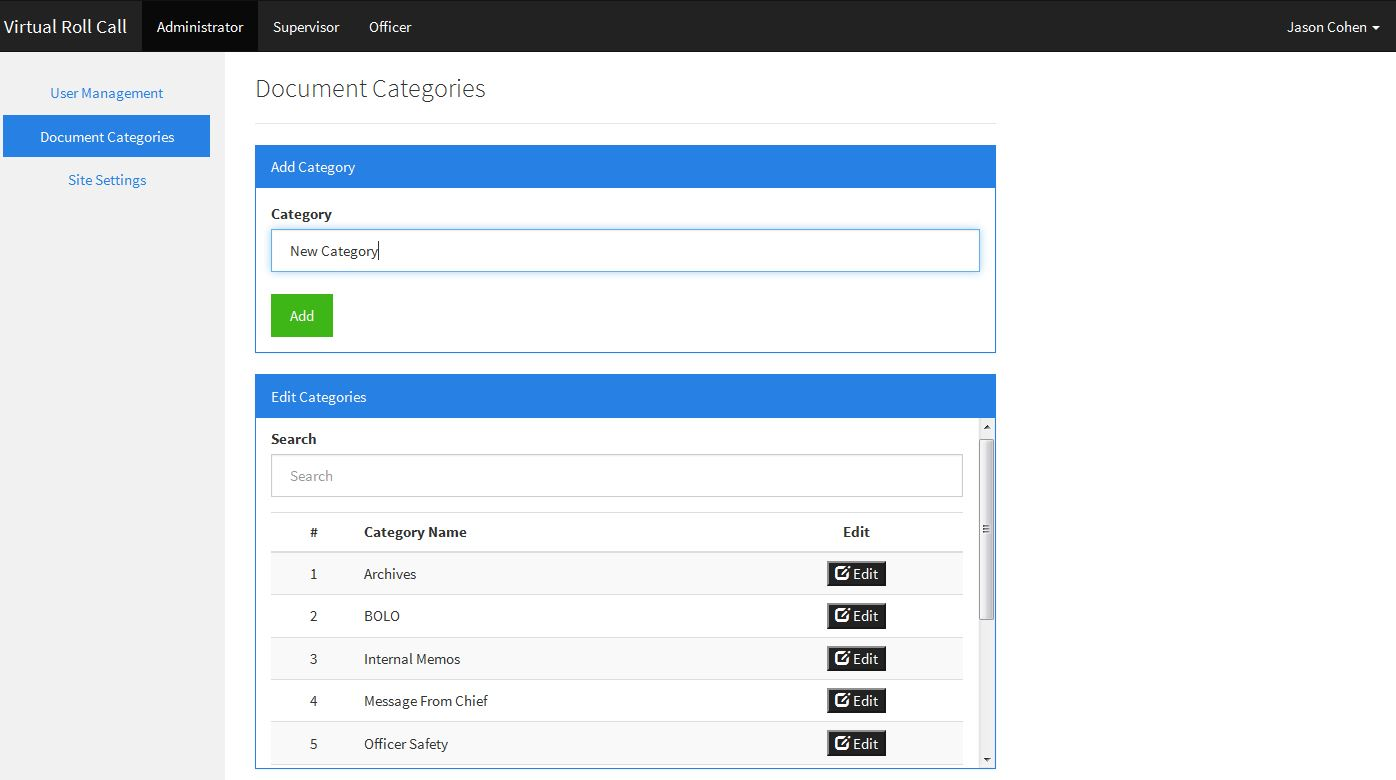 Virtual Roll Call Administrator Supervisor Officer Jason Cohen
User Management
Document Categories
Site Settings
Document Categories
Add Category
Category
New Category
Add
Edit Categories
Search
Search
# Category Name Edit
1 Archives Edit
2 BOLO Edit
3 Internal Memos Edit
4 Message From Chief Edit
5 Officer Safety Edit